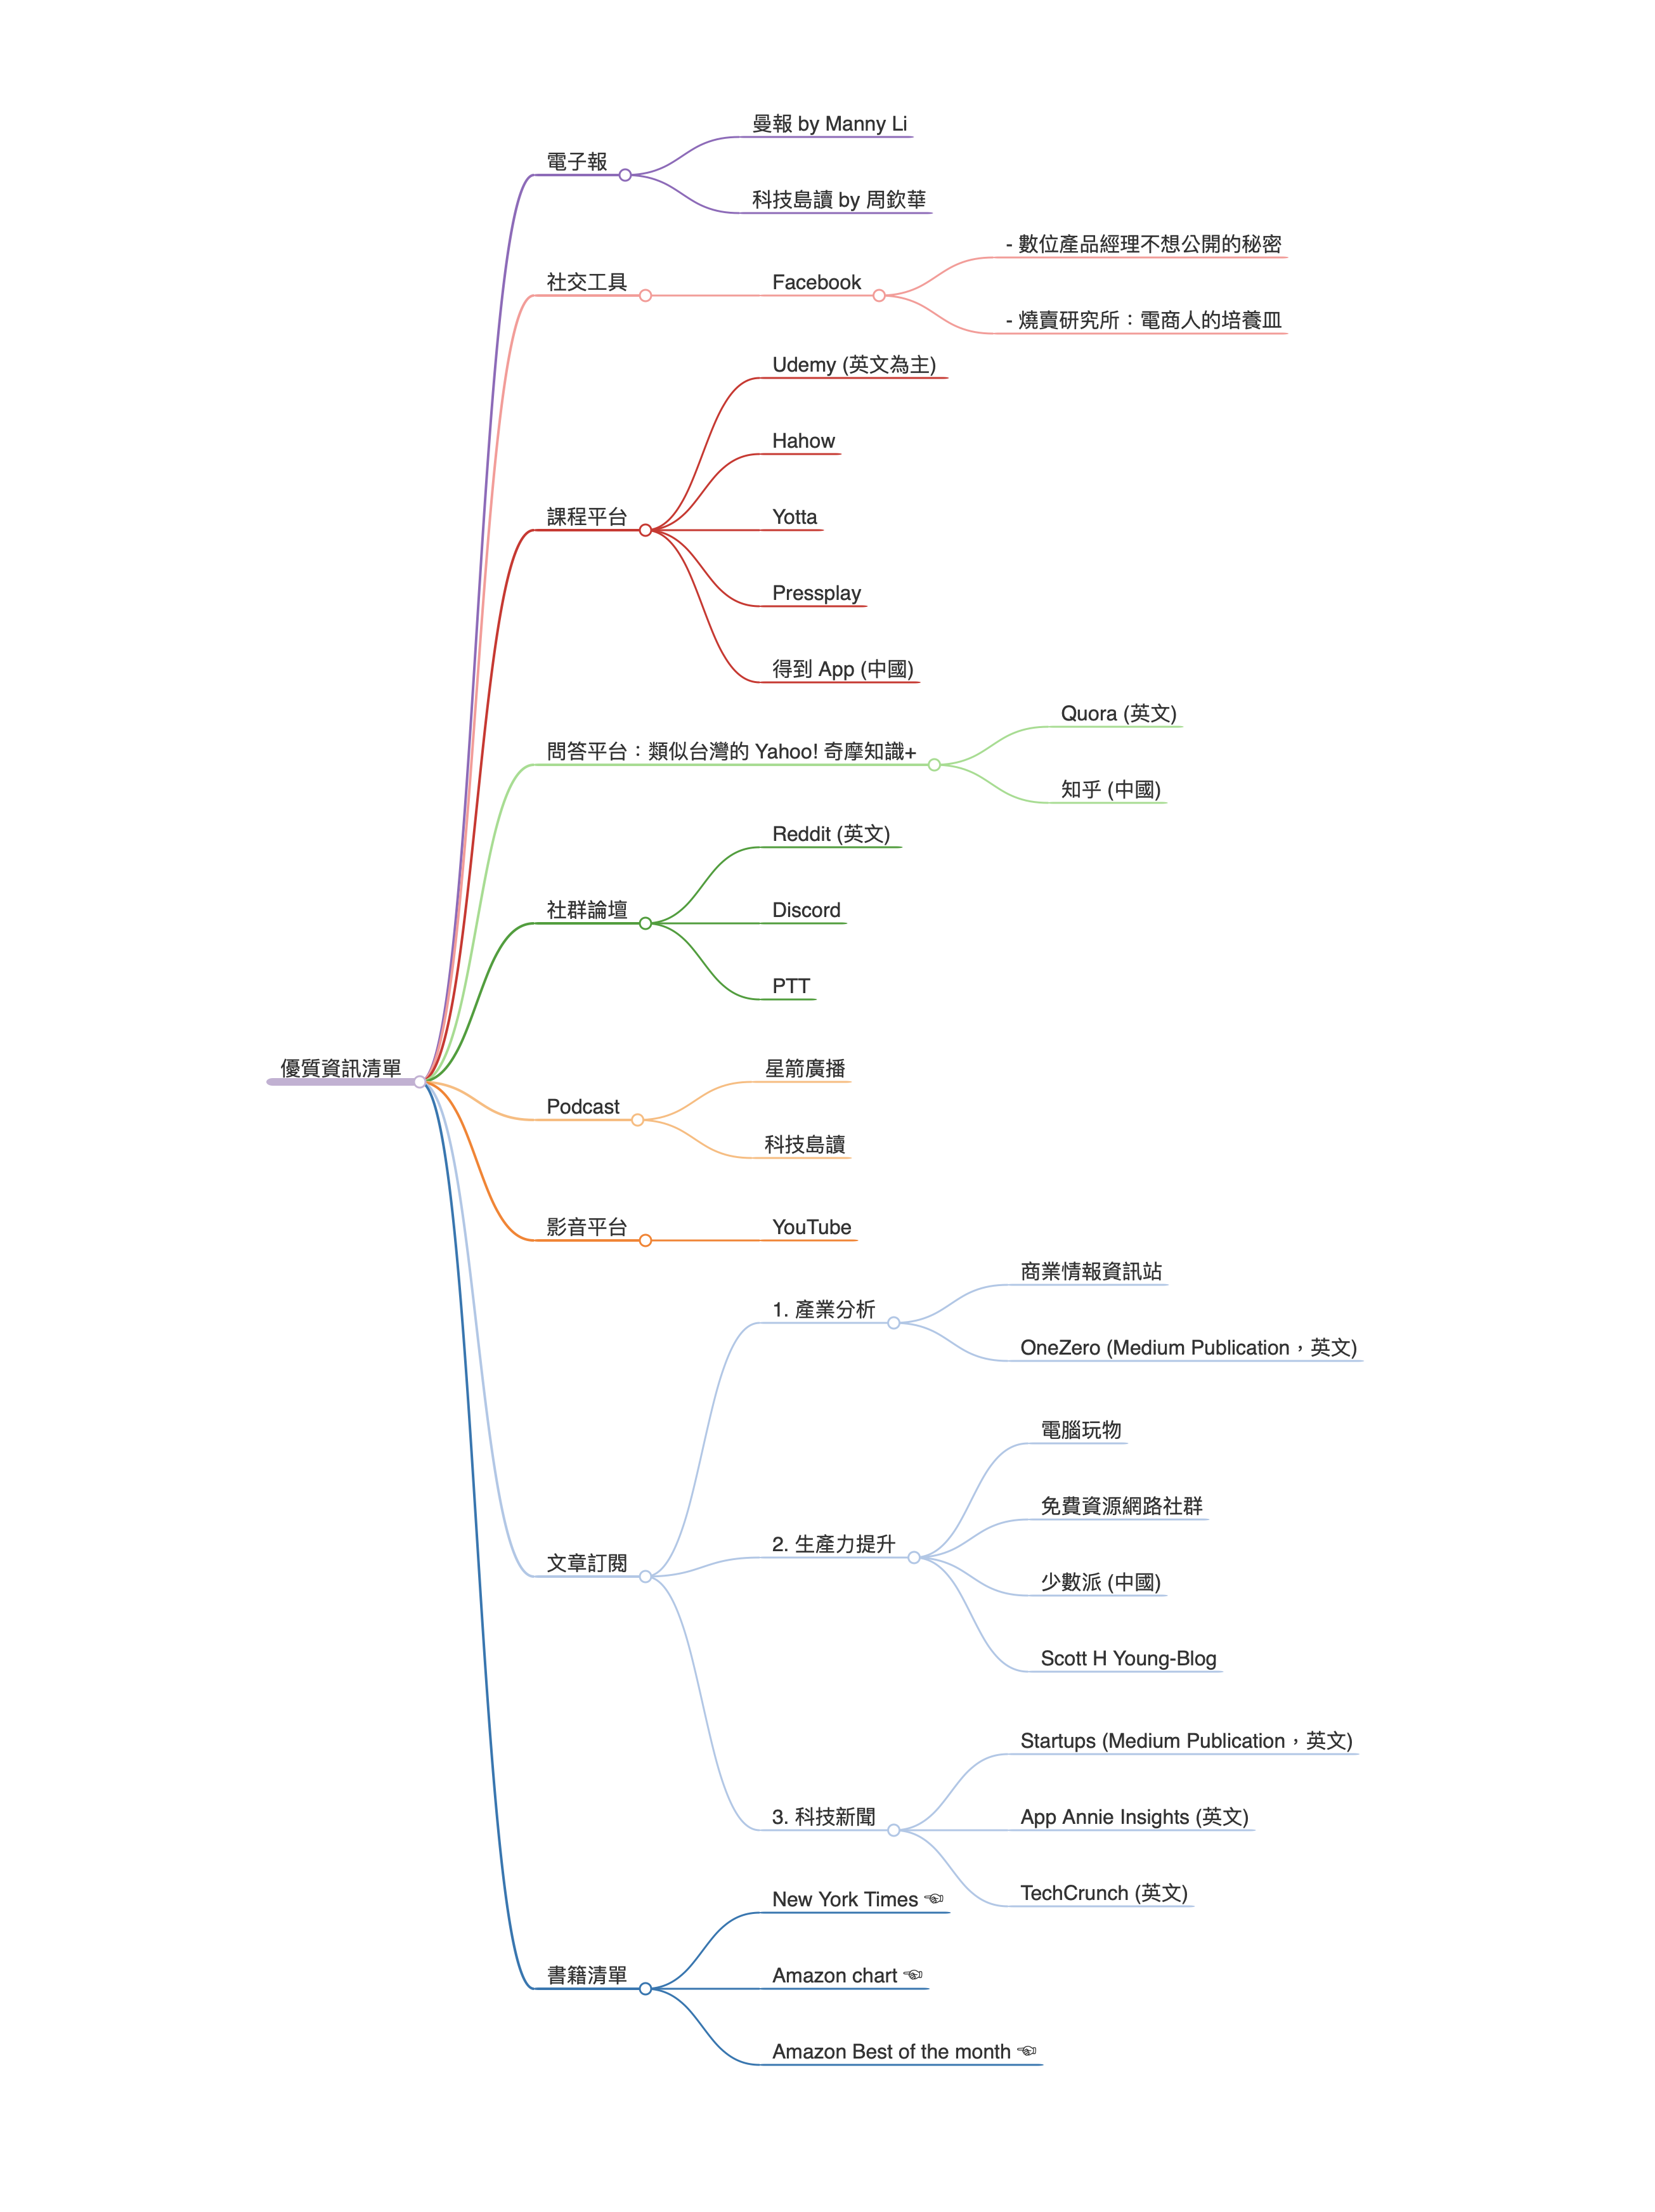 曼報 by Manny Li
電子報
科技島讀 by 周欽華
- 數位產品經理不想公開的秘密
社交工具
Facebook
- 燒賣研究所：電商人的培養皿
Udemy (英文為主)
Hahow
課程平台
Yotta
Pressplay
得到 App (中國)
Quora (英文)
問答平台：類似台灣的 Yahoo! 奇摩知識+
知乎 (中國)
Reddit (英文)
社群論壇
Discord
PTT
優質資訊清單
星箭廣播
Podcast
科技島讀
影音平台
YouTube
商業情報資訊站
1. 產業分析
OneZero (Medium Publication，英文)
電腦玩物
免費資源網路社群
2. 生產力提升
文章訂閱
少數派 (中國)
Scott H Young-Blog
Startups (Medium Publication，英文)
3. 科技新聞
App Annie Insights (英文)
TechCrunch (英文)
New York Times ☜
書籍清單
Amazon chart ☜
Amazon Best of the month ☜